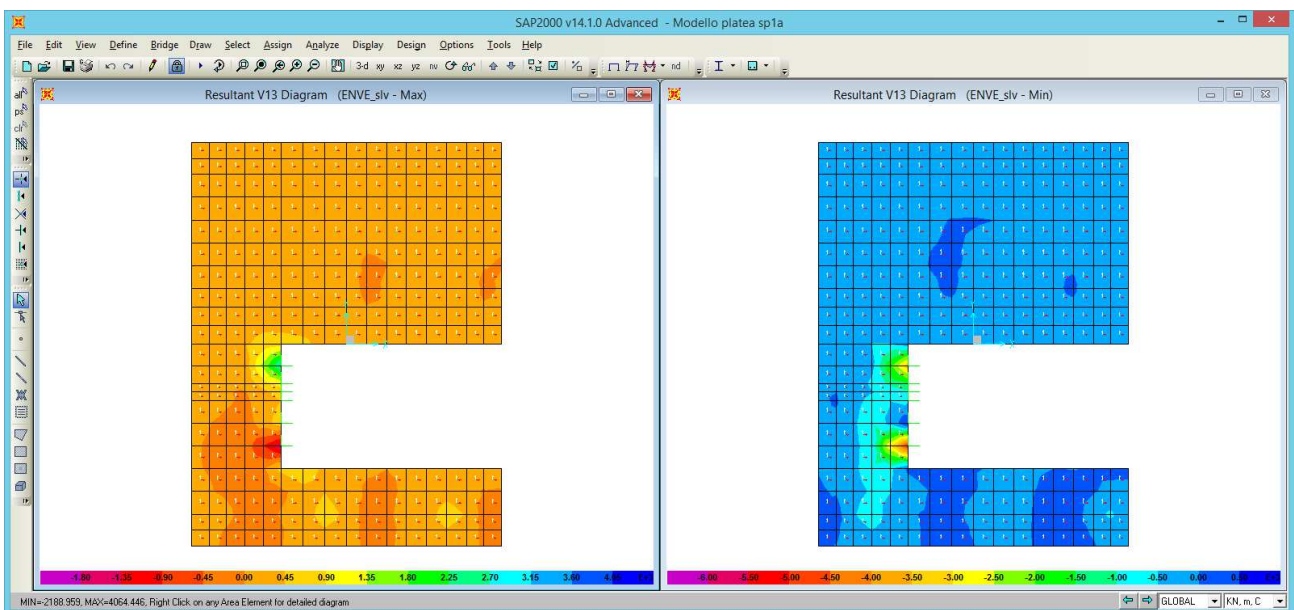 SAP2000 v14.1.0 Advanced - Modello platea sp1a
File Edit View Define Bridge Draw Select Assign Analyze Display Design Options Tools Help
3-d xy xz yz nv nd
all
ps
clr
Resultant V13 Diagram (ENVE_slv - Max)
Resultant V13 Diagram (ENVE_slv - Min)
-1.80 -1.35 -0.90 -0.45 0.00 0.45 0.90 1.35 1.80 2.25 2.70 3.15 3.60
-6.00 -5.50 -5.00 -4.50 -4.00 -3.50 -3.00 -2.50 -2.00 -1.50 -1.00 -0.50 0.00
MIN=-2188.959, MAX=4064.446, Right Click on any Area Element for detailed diagram
GLOBAL
KN, m, C